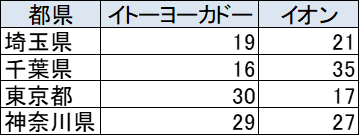 都県 イトーヨーカドー イオン
埼玉県 19 21
千葉県 16 35
東京都 30 17
神奈川県 29 27